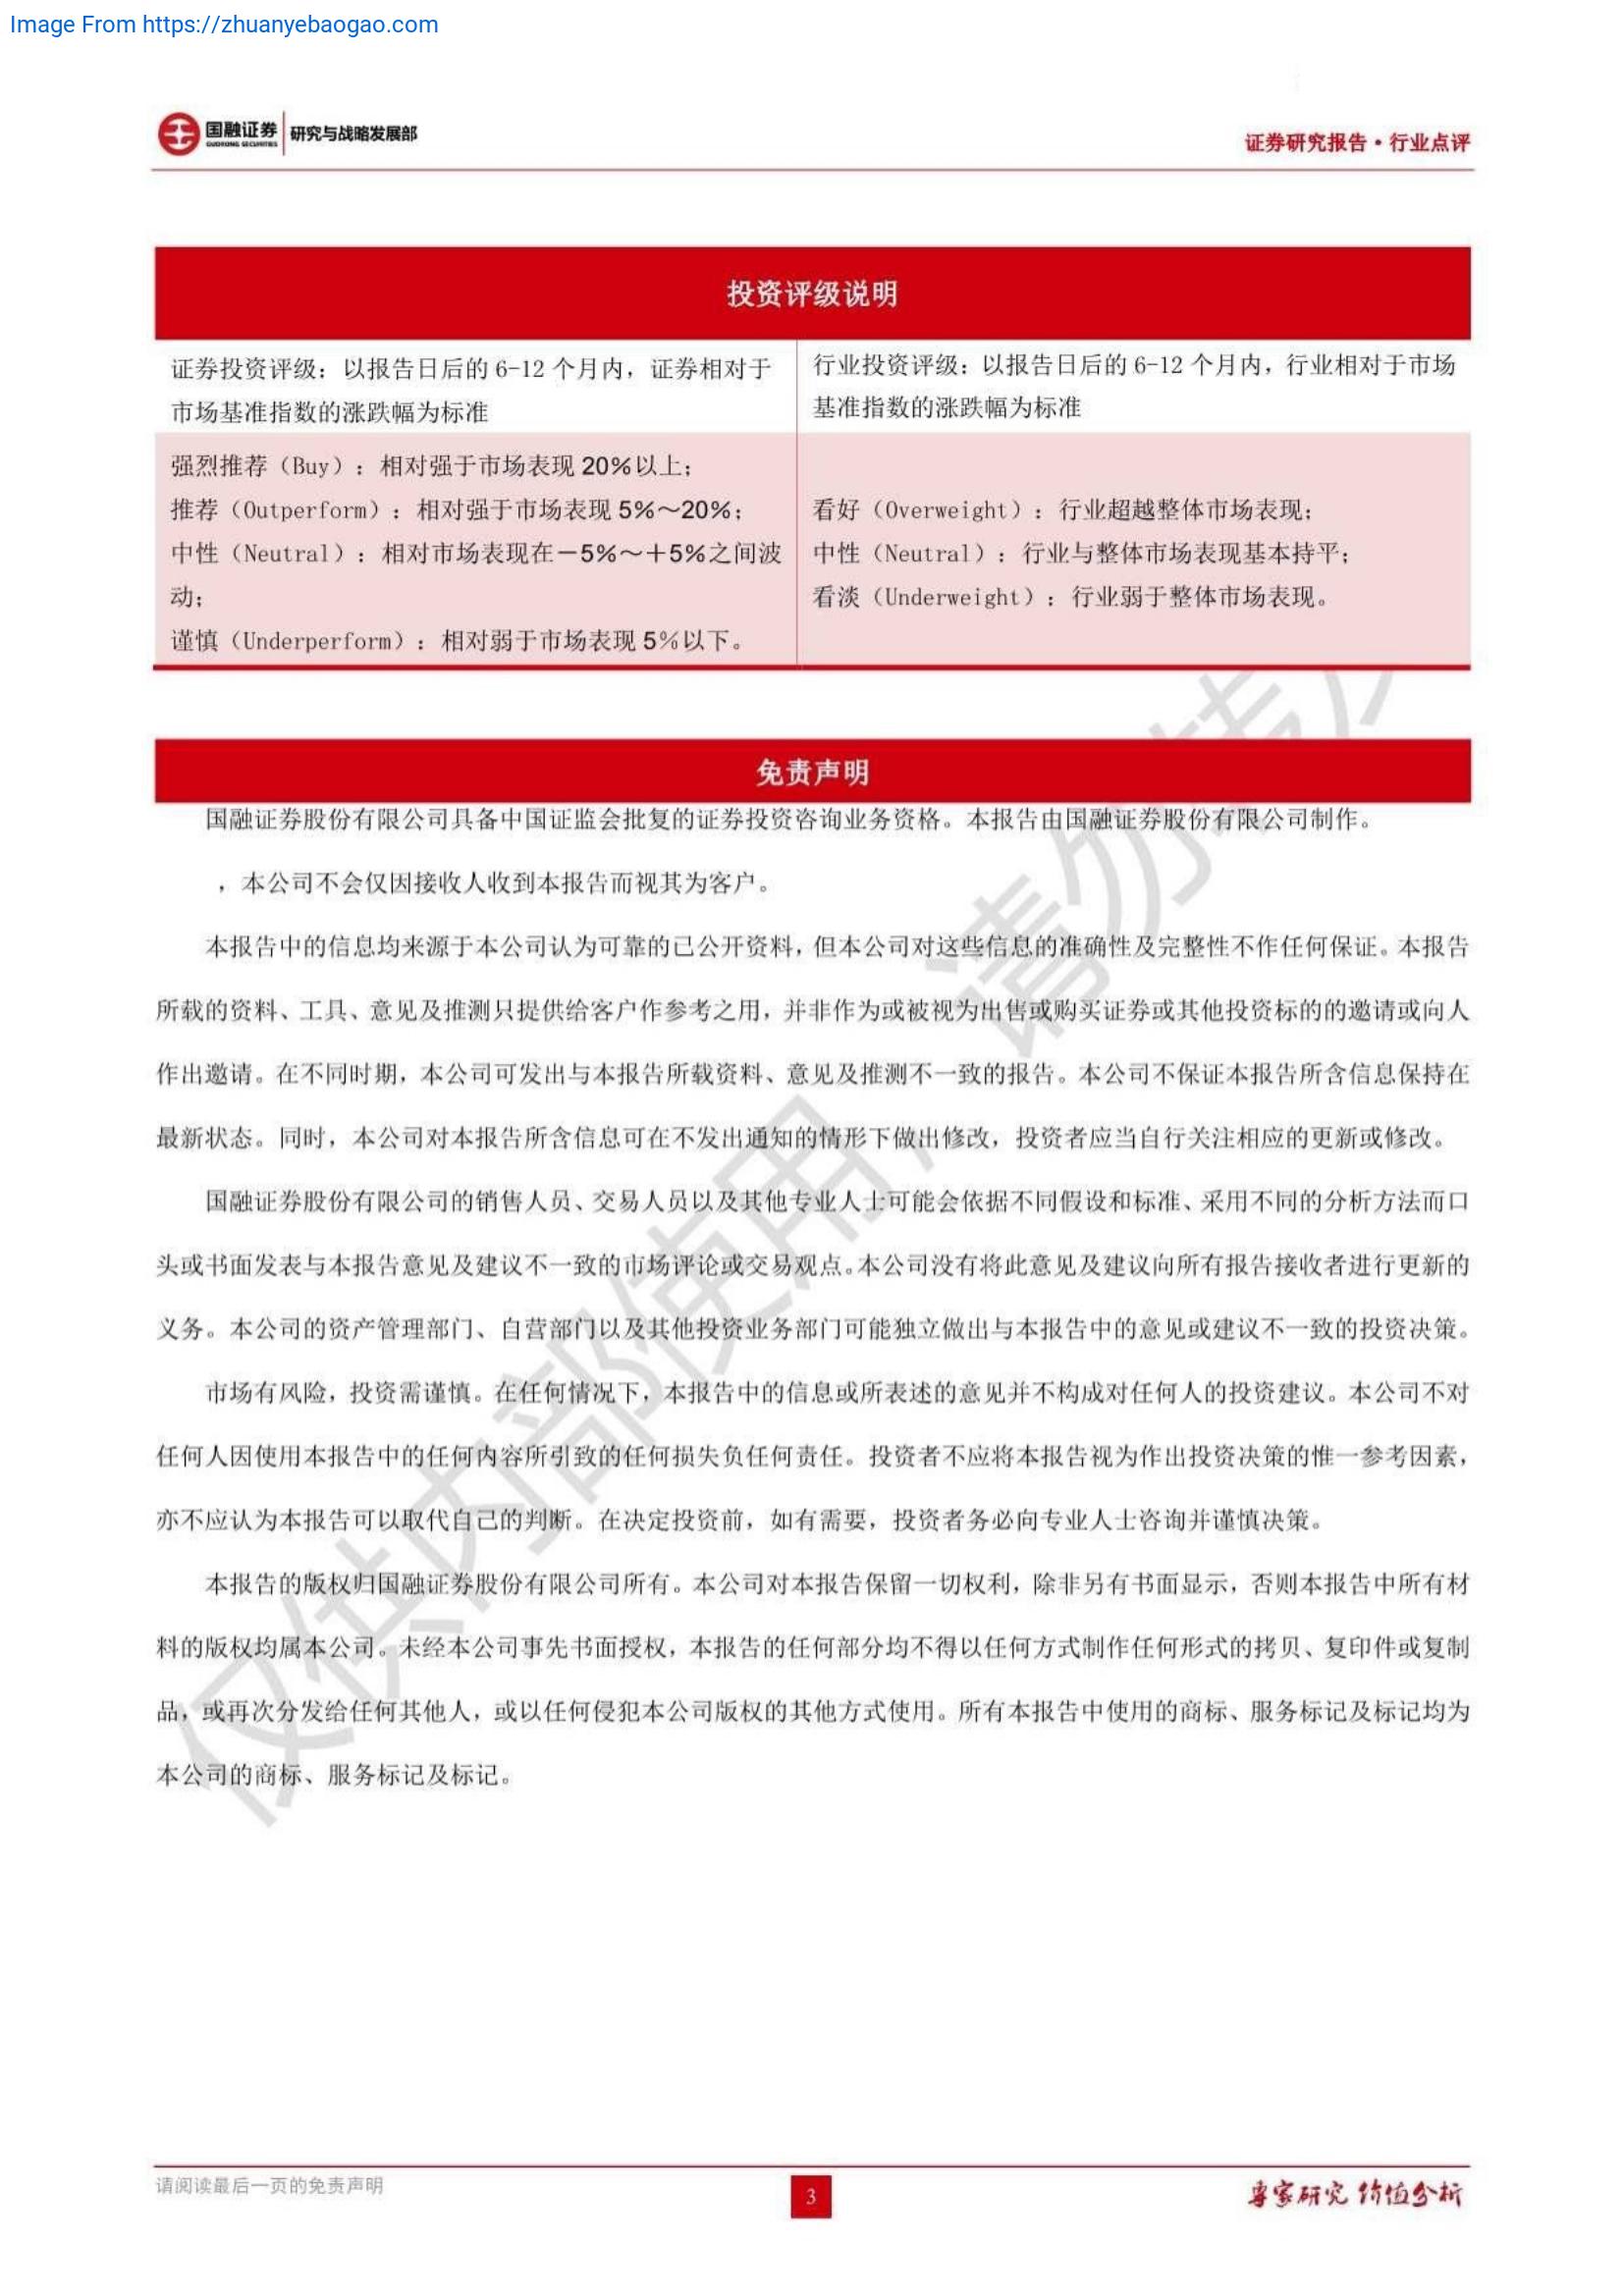 Image From https://zhuanyebaogao.com
国融证券
GUORONG SECURITIES
研究与战略发展部
证券研究报告·行业点评
投资评级说明
证券投资评级：以报告日后的 6-12 个月内，证券相对于
市场基准指数的涨跌幅为标准
行业投资评级：以报告日后的 6-12 个月内，行业相对于市场
基准指数的涨跌幅为标准
强烈推荐（Buy）：相对强于市场表现 20%以上；
推荐（Outperform）：相对强于市场表现 5%～20%；
中性（Neutral）：相对市场表现在－5%～＋5%之间波
动；
谨慎（Underperform）：相对弱于市场表现 5%以下。
看好（Overweight）：行业超越整体市场表现；
中性（Neutral）：行业与整体市场表现基本持平；
看淡（Underweight）：行业弱于整体市场表现。
免责声明
国融证券股份有限公司具备中国证监会批复的证券投资咨询业务资格。本报告由国融证券股份有限公司制作。
，本公司不会仅因接收人收到本报告而视其为客户。
本报告中的信息均来源于本公司认为可靠的已公开资料，但本公司对这些信息的准确性及完整性不作任何保证。本报告
所载的资料、工具、意见及推测只提供给客户作参考之用，并非作为或被视为出售或购买证券或其他投资标的的邀请或向人
作出邀请。在不同时期，本公司可发出与本报告所载资料、意见及推测不一致的报告。本公司不保证本报告所含信息保持在
最新状态。同时，本公司对本报告所含信息可在不发出通知的情形下做出修改，投资者应当自行关注相应的更新或修改。
国融证券股份有限公司的销售人员、交易人员以及其他专业人士可能会依据不同假设和标准、采用不同的分析方法而口
头或书面发表与本报告意见及建议不一致的市场评论或交易观点。本公司没有将此意见及建议向所有报告接收者进行更新的
义务。本公司的资产管理部门、自营部门以及其他投资业务部门可能独立做出与本报告中的意见或建议不一致的投资决策。
市场有风险，投资需谨慎。在任何情况下，本报告中的信息或所表述的意见并不构成对任何人的投资建议。本公司不对
任何人因使用本报告中的任何内容所引致的任何损失负任何责任。投资者不应将本报告视为作出投资决策的惟一参考因素，
亦不应认为本报告可以取代自己的判断。在决定投资前，如有需要，投资者务必向专业人士咨询并谨慎决策。
本报告的版权归国融证券股份有限公司所有。本公司对本报告保留一切权利，除非另有书面显示，否则本报告中所有材
料的版权均属本公司。未经本公司事先书面授权，本报告的任何部分均不得以任何方式制作任何形式的拷贝、复印件或复制
品，或再次分发给任何其他人，或以任何侵犯本公司版权的其他方式使用。所有本报告中使用的商标、服务标记及标记均为
本公司的商标、服务标记及标记。
仅供内部使用，请勿转
请阅读最后一页的免责声明
3
专家研究 价值分析